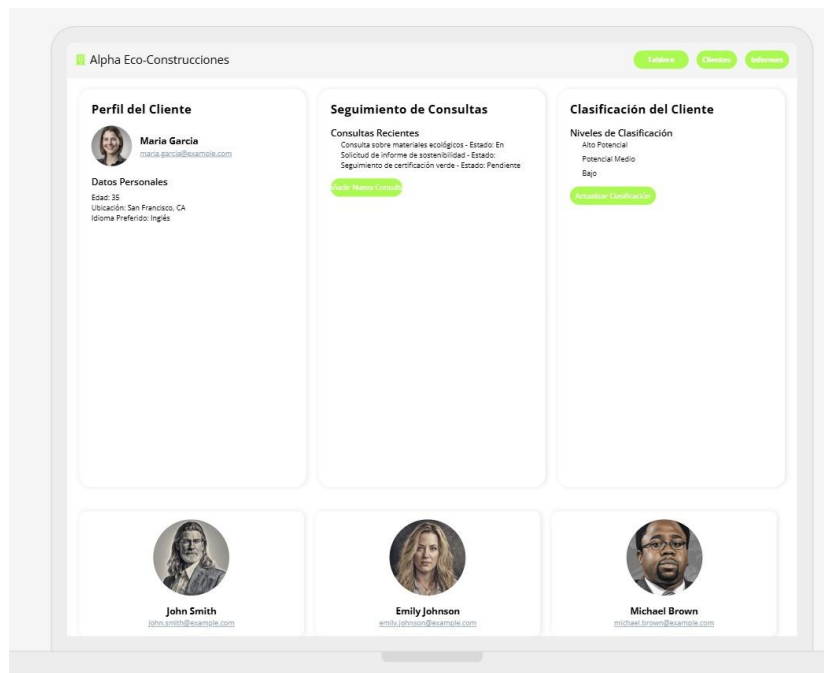 Alpha Eco-Construcciones
Tablero
Clientes
Informes
Perfil del Cliente
Maria Garcia
maria.garcia@example.com
Datos Personales
Edad: 35
Ubicación: San Francisco, CA
Idioma Preferido: Inglés
Seguimiento de Consultas
Consultas Recientes
Consulta sobre materiales ecológicos - Estado: En
Solicitud de informe de sostenibilidad - Estado:
Seguimiento de certificación verde - Estado: Pendiente
ñadir Nueva Consult
Clasificación del Cliente
Niveles de Clasificación
Alto Potencial
Potencial Medio
Bajo
Actualizar Clasificación
John Smith
john.smith@example.com
Emily Johnson
emily.johnson@example.com
Michael Brown
michael.brown@example.com